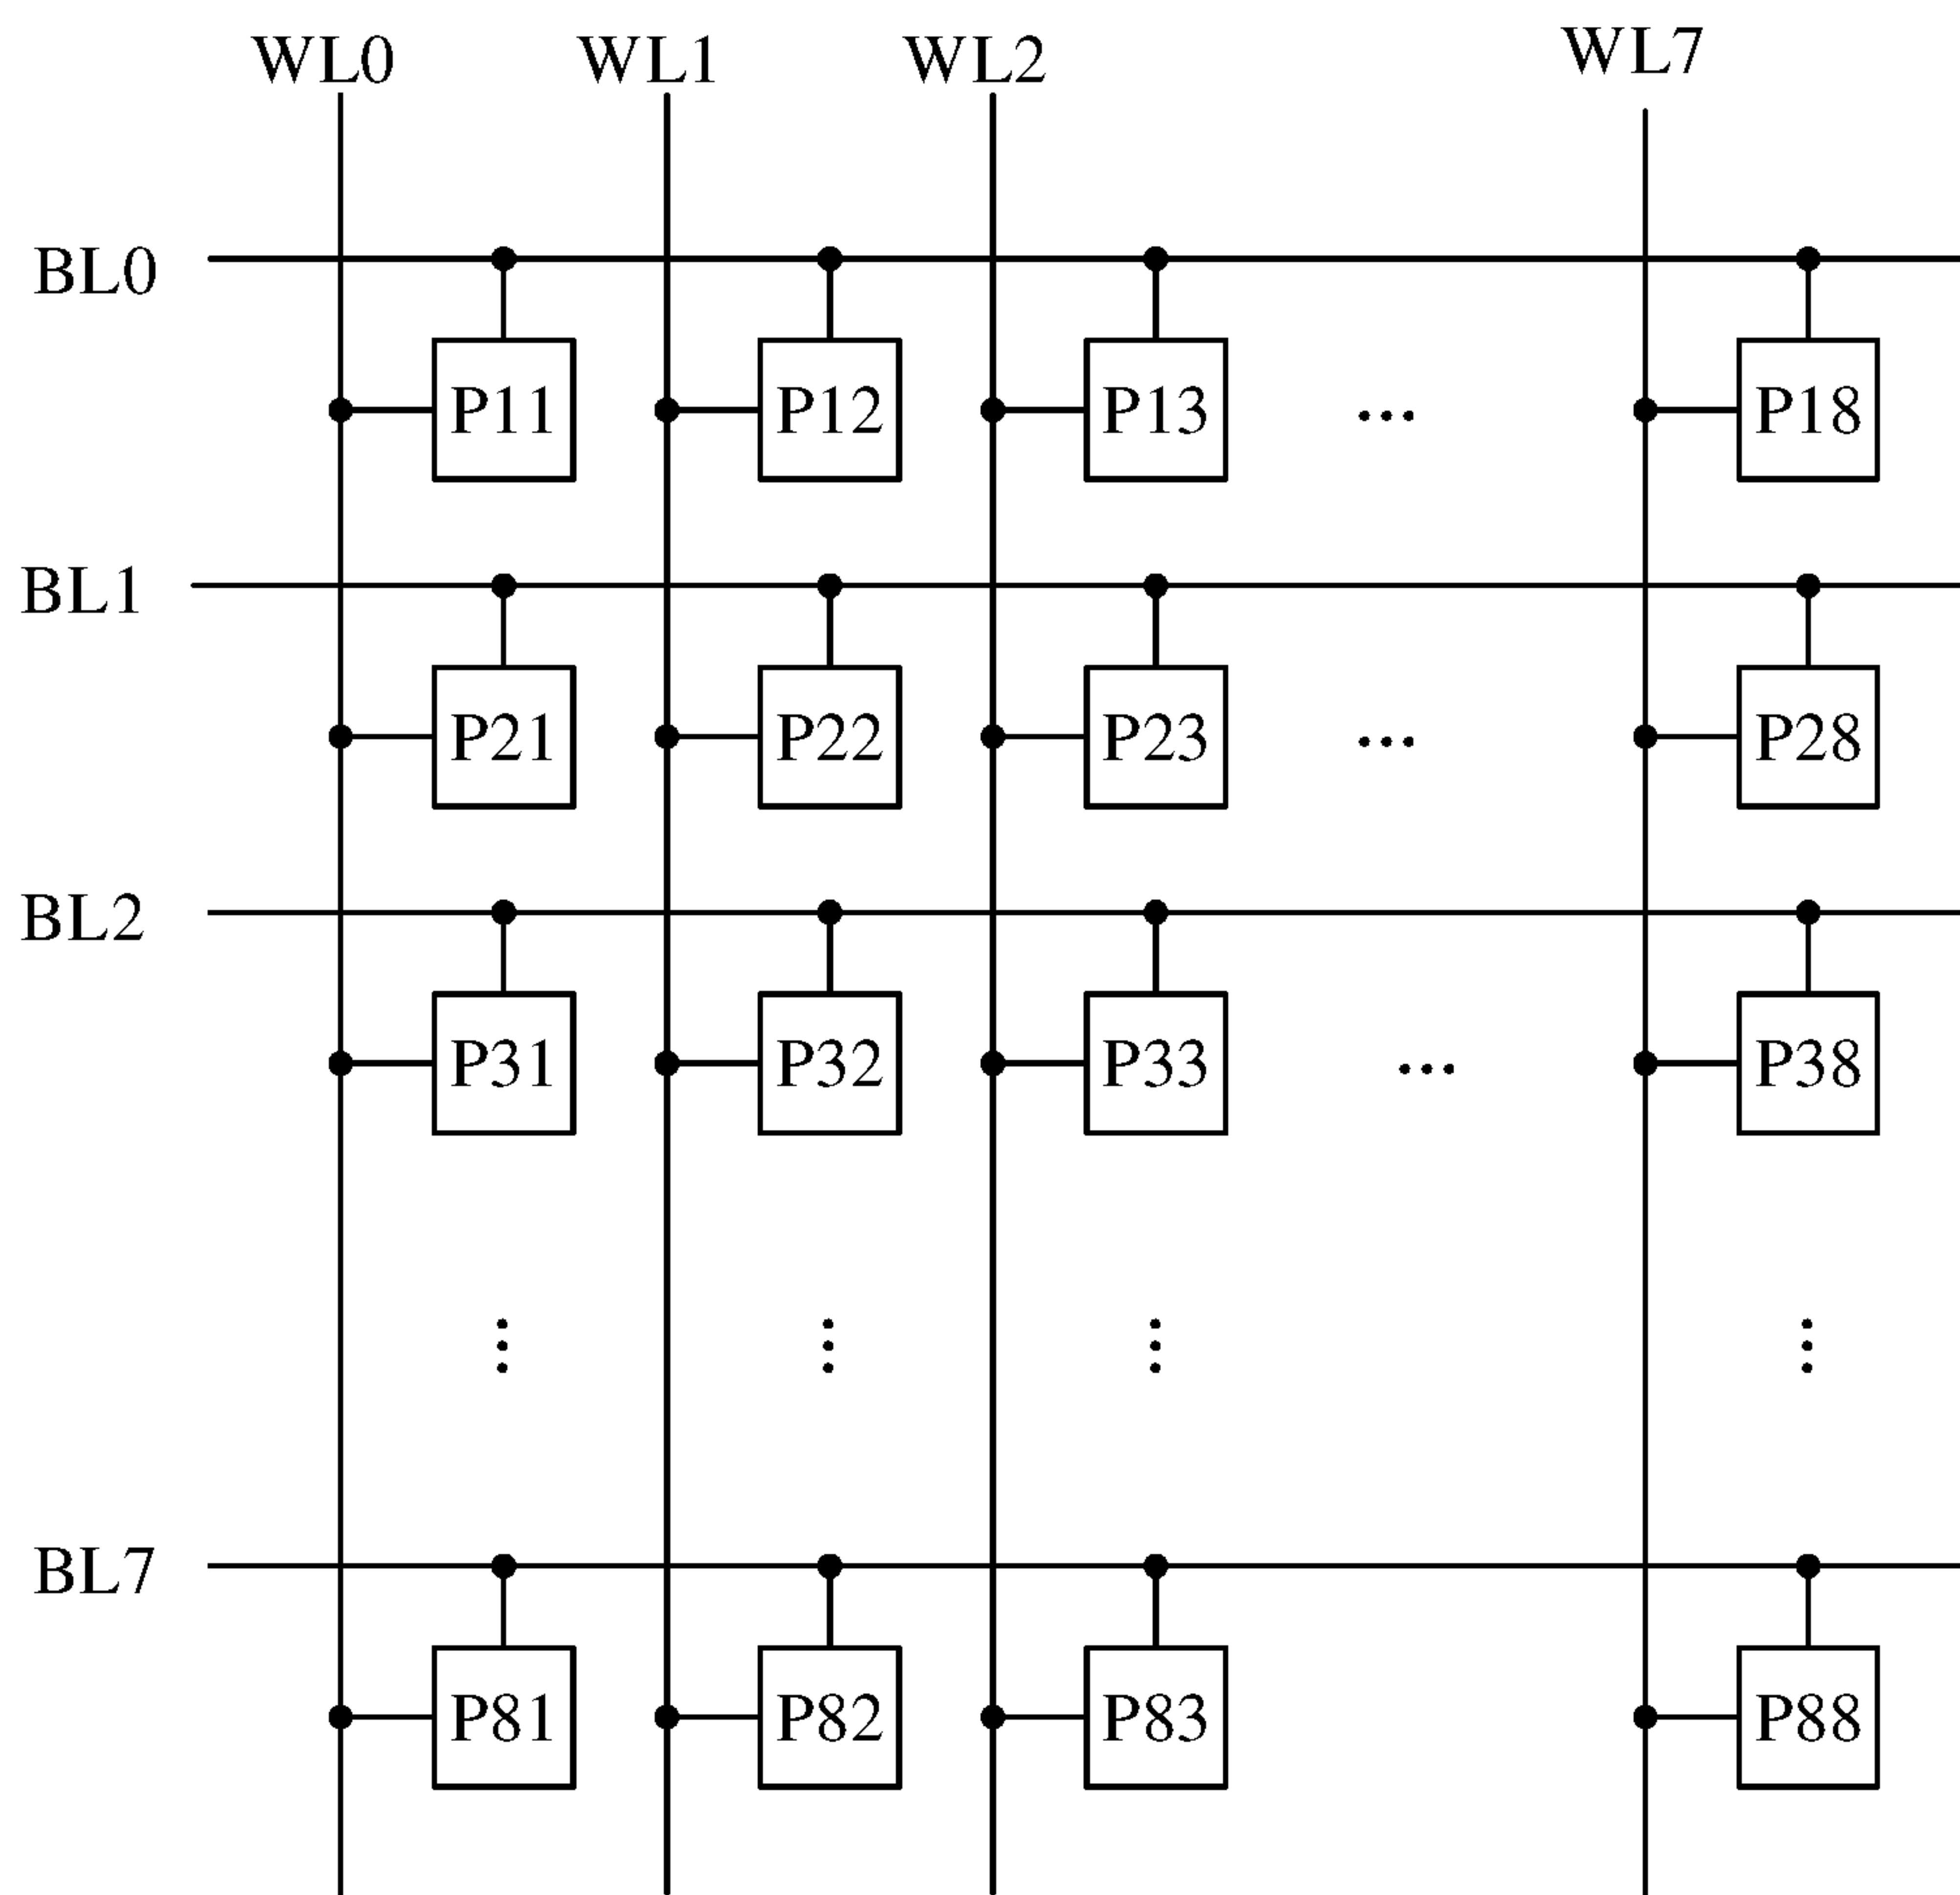 WL0 WL1 WL2 WL7
BL0
P11 P12 P13 ... P18
BL1
P21 P22 P23 ... P28
BL2
P31 P32 P33 ... P38
BL7
P81 P82 P83 P88